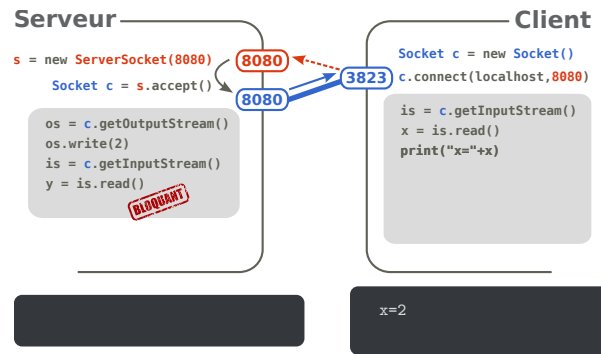 Serveur
s = new ServerSocket(8080)
Socket c = s.accept()
8080
8080
os = c.getOutputStream()
os.write(2)
is = c.getInputStream()
y = is.read()
BLOQUANT
Client
Socket c = new Socket()
c.connect(localhost,8080)
3823
is = c.getInputStream()
x = is.read()
print("x="+x)
x=2